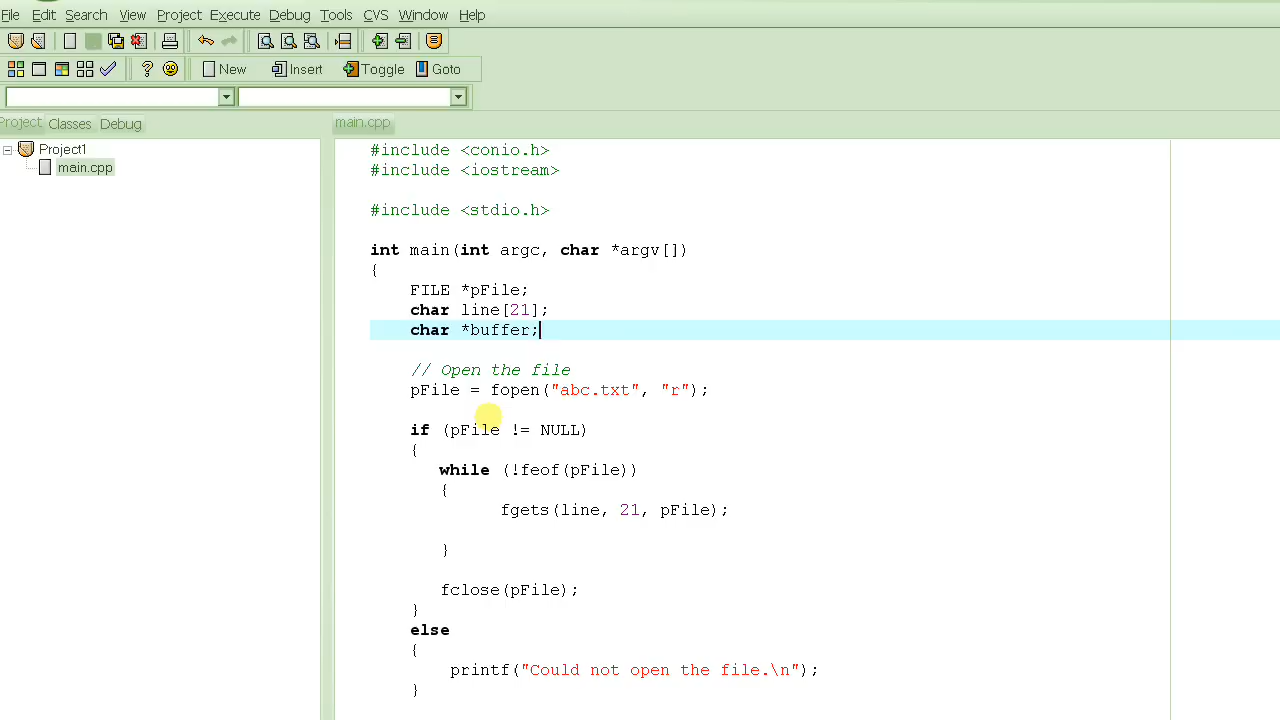 File Edit Search View Project Execute Debug Tools CVS Window Help
New Insert Toggle Goto
Project Classes Debug
main.cpp
Project1
main.cpp
#include <conio.h>
#include <iostream>
#include <stdio.h>
int main(int argc, char *argv[])
{
FILE *pFile;
char line[21];
char *buffer;
// Open the file
pFile = fopen("abc.txt", "r");
if (pFile != NULL)
{
while (!feof(pFile))
{
fgets(line, 21, pFile);
}
fclose(pFile);
}
else
{
printf("Could not open the file.\n");
}